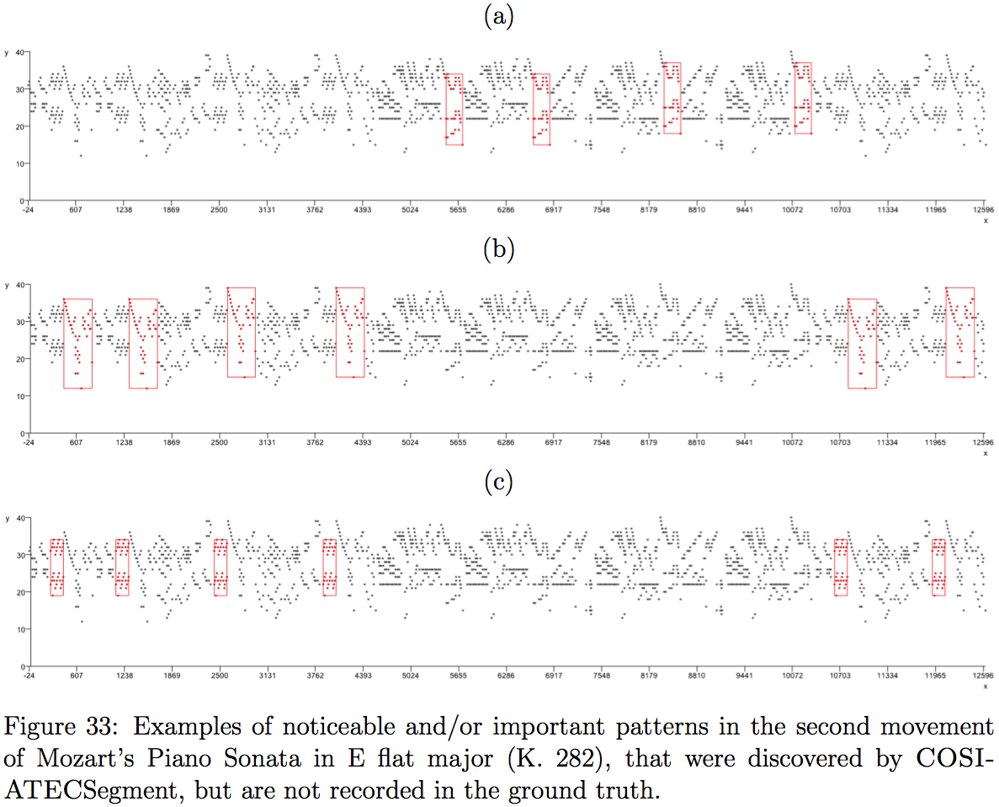 (a)
y 40
30
20
10
0
-24 607 1238 1869 2500 3131 3762 4393 5024 5655 6286 6917 7548 8179 8810 9441 10072 10703 11334 11965 12596
x
(b)
y 40
30
20
10
0
-24 607 1238 1869 2500 3131 3762 4393 5024 5655 6286 6917 7548 8179 8810 9441 10072 10703 11334 11965 12596
x
(c)
y 40
30
20
10
0
-24 607 1238 1869 2500 3131 3762 4393 5024 5655 6286 6917 7548 8179 8810 9441 10072 10703 11334 11965 12596
x
Figure 33: Examples of noticeable and/or important patterns in the second movement
of Mozart's Piano Sonata in E flat major (K. 282), that were discovered by COSI-
ATECSegment, but are not recorded in the ground truth.